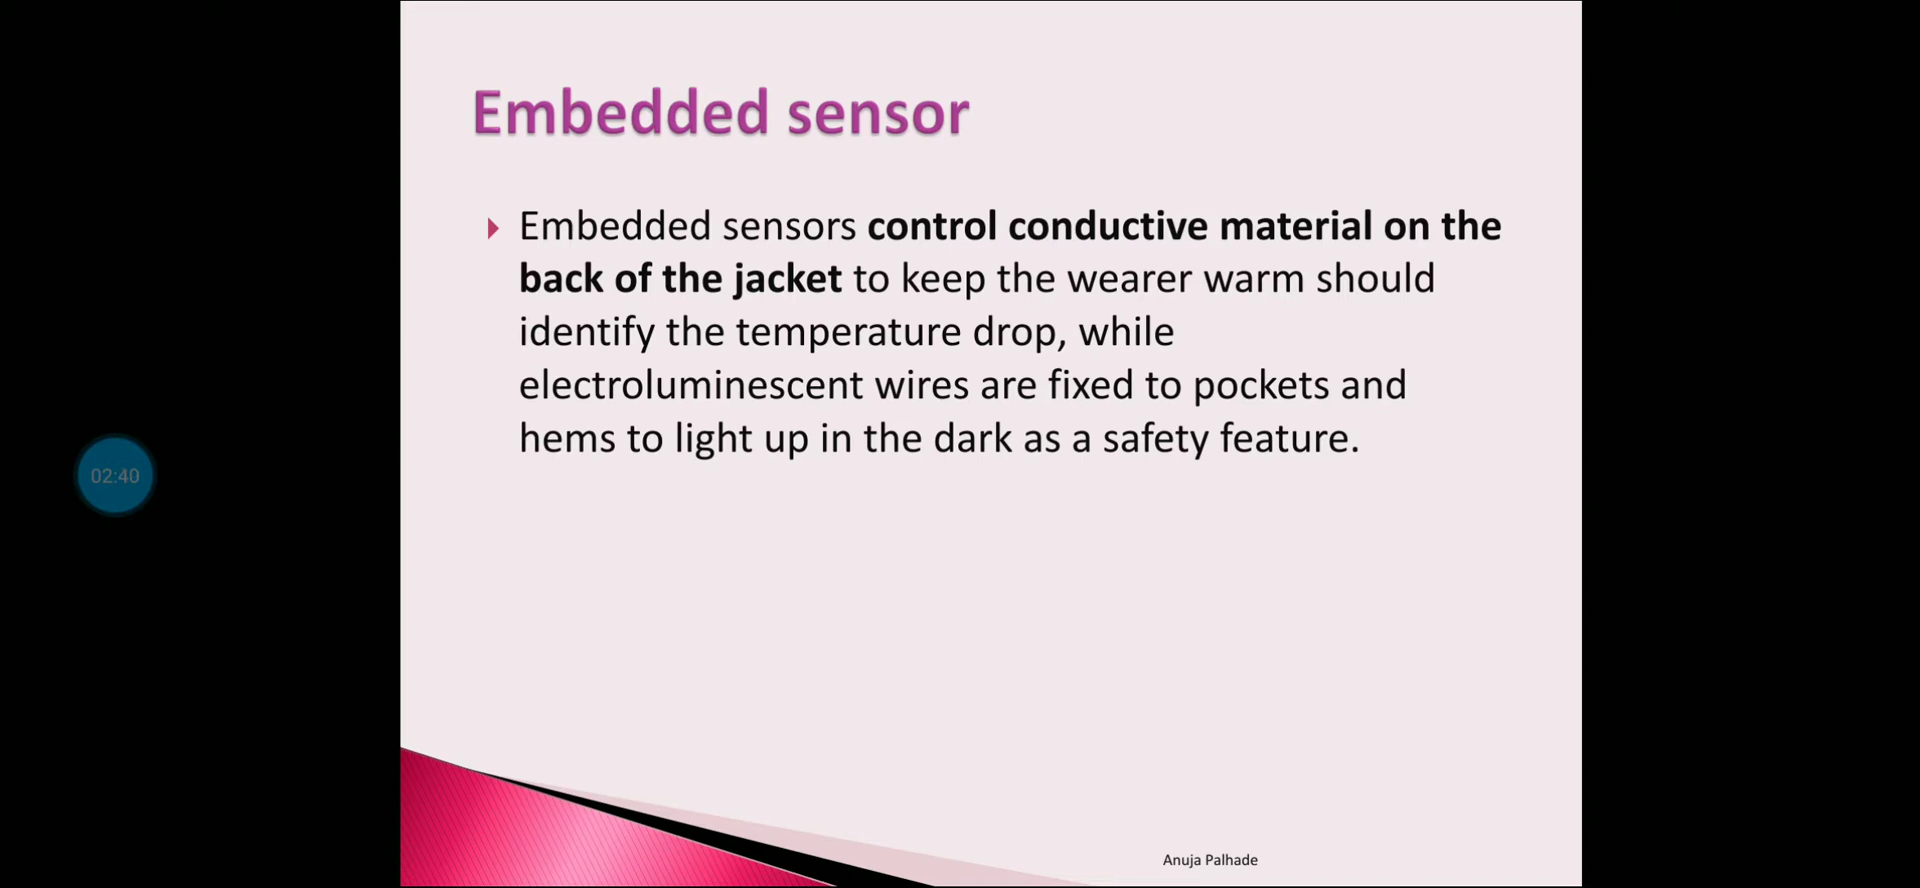 Embedded sensor
Embedded sensors control conductive material on the
back of the jacket to keep the wearer warm should
identify the temperature drop, while
electroluminescent wires are fixed to pockets and
hems to light up in the dark as a safety feature.
02:40
Anuja Palhade